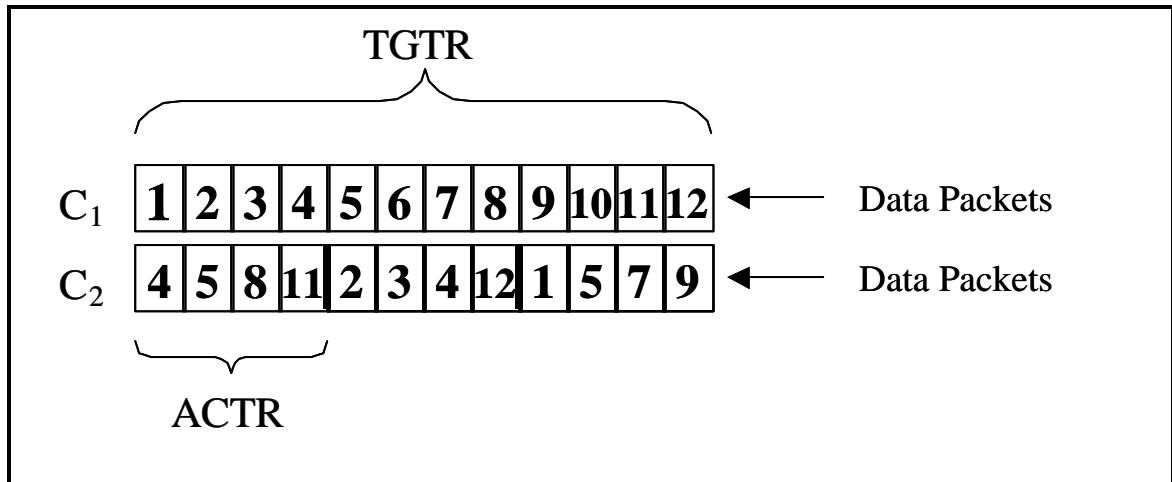 TGTR
C1 1 2 3 4 5 6 7 8 9 10 11 12 Data Packets
C2 4 5 8 11 2 3 4 12 1 5 7 9 Data Packets
ACTR